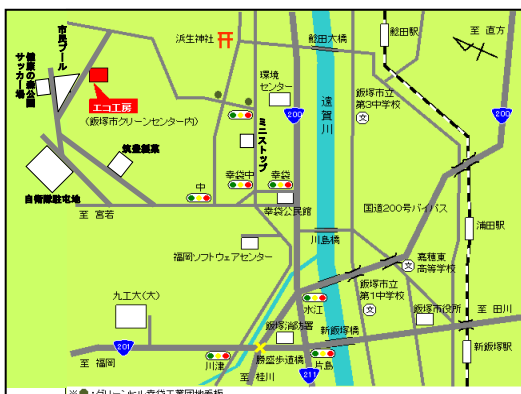 市民プール
健康の森公園
サッカー場
エコ工房
(飯塚市クリーンセンター内)
筑豊製薬
自衛隊駐屯地
至 宮若
浜生神社
環境
センター
ミニストップ
幸袋中
幸袋
中
幸袋公民館
福岡ソフトウェアセンター
九工大(大)
201
至 福岡
川津
至 桂川
勝盛歩道橋
飯塚消防署
水江
片島
211
新飯塚橋
川島橋
遠賀川
鯰田大橋
200
鯰田駅
至 直方
飯塚市立
第3中学校
文
200
国道200号バイパス
浦田駅
嘉穂東
高等学校
文
飯塚市立
第1中学校
文
飯塚市役所
至 田川
新飯塚駅